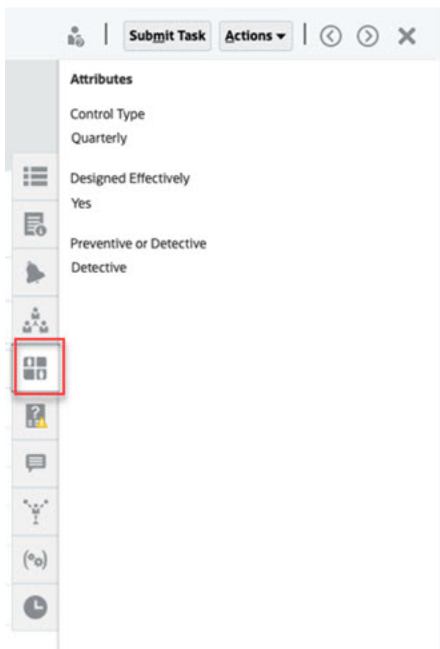 Submit Task Actions
Attributes
Control Type
Quarterly
Designed Effectively
Yes
Preventive or Detective
Detective